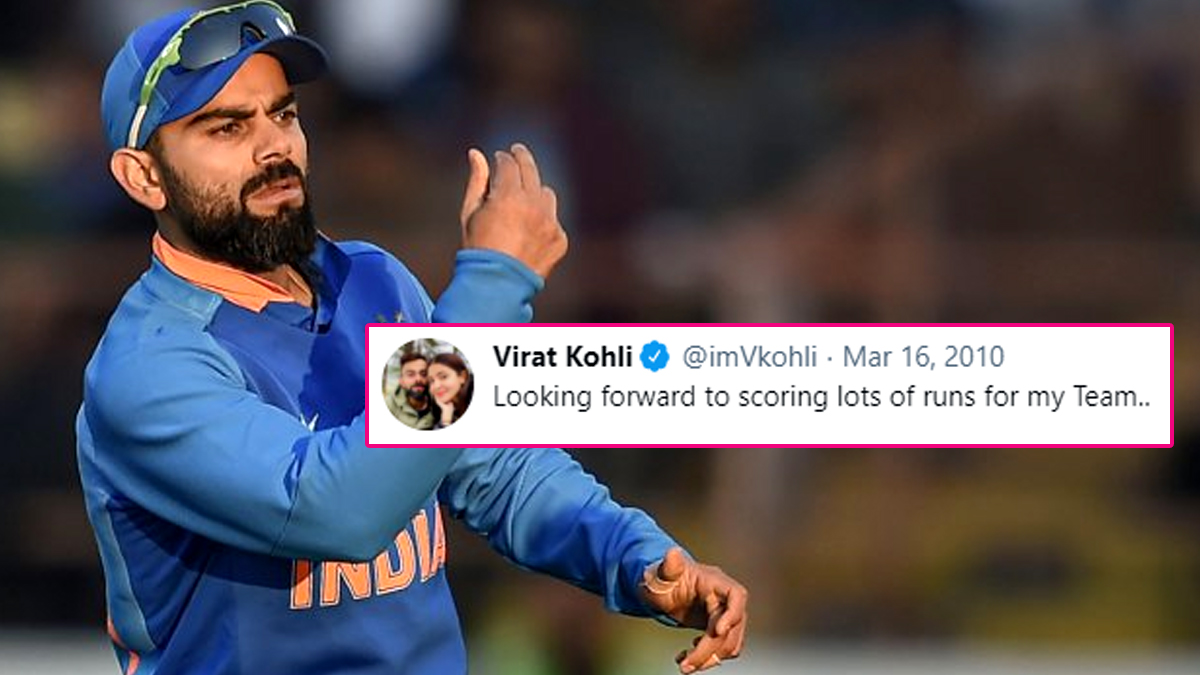 Virat Kohli @imVkohli · Mar 16, 2010
Looking forward to scoring lots of runs for my Team..
INDIA